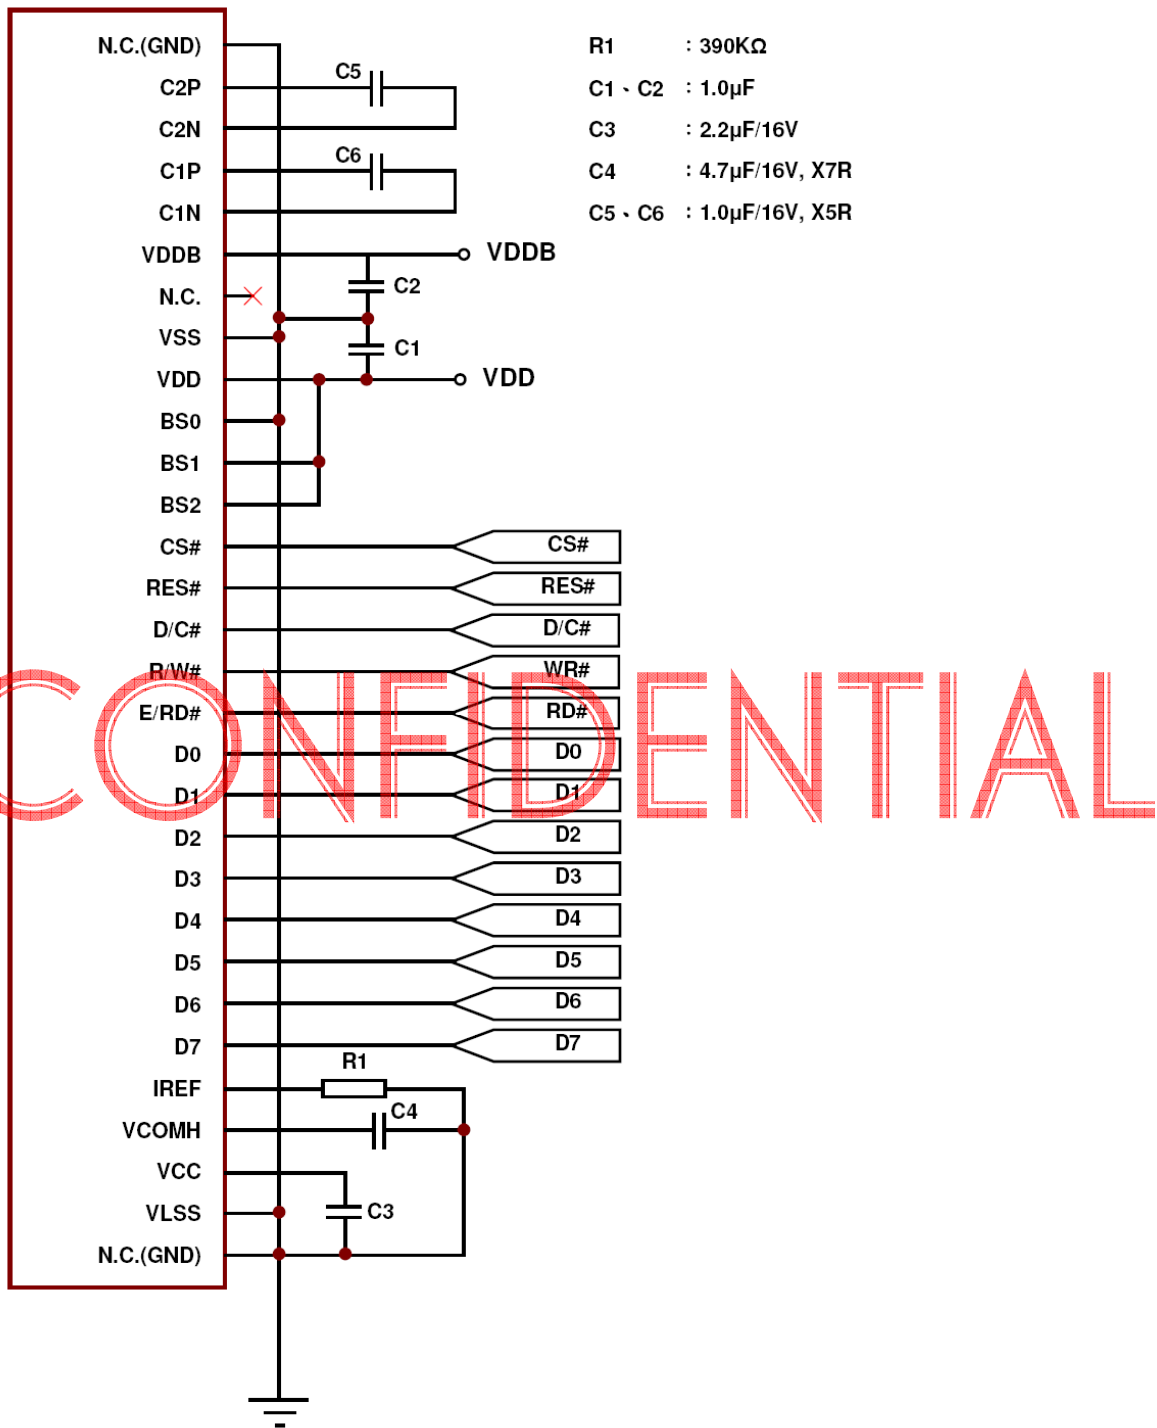 N.C.(GND)
C2P
C5
C2N
C1P
C6
C1N
VDDB
VDDB
N.C.
C2
VSS
C1
VDD
VDD
BS0
BS1
BS2
CS#
CS#
RES#
RES#
D/C#
D/C#
R/W#
WR#
E/RD#
RD#
D0
D0
D1
D1
D2
D2
D3
D3
D4
D4
D5
D5
D6
D6
D7
D7
R1
IREF
C4
VCOMH
VCC
C3
VLSS
N.C.(GND)
R1 : 390KΩ
C1、C2 : 1.0μF
C3 : 2.2μF/16V
C4 : 4.7μF/16V, X7R
C5、C6 : 1.0μF/16V, X5R
CONFIDENTIAL